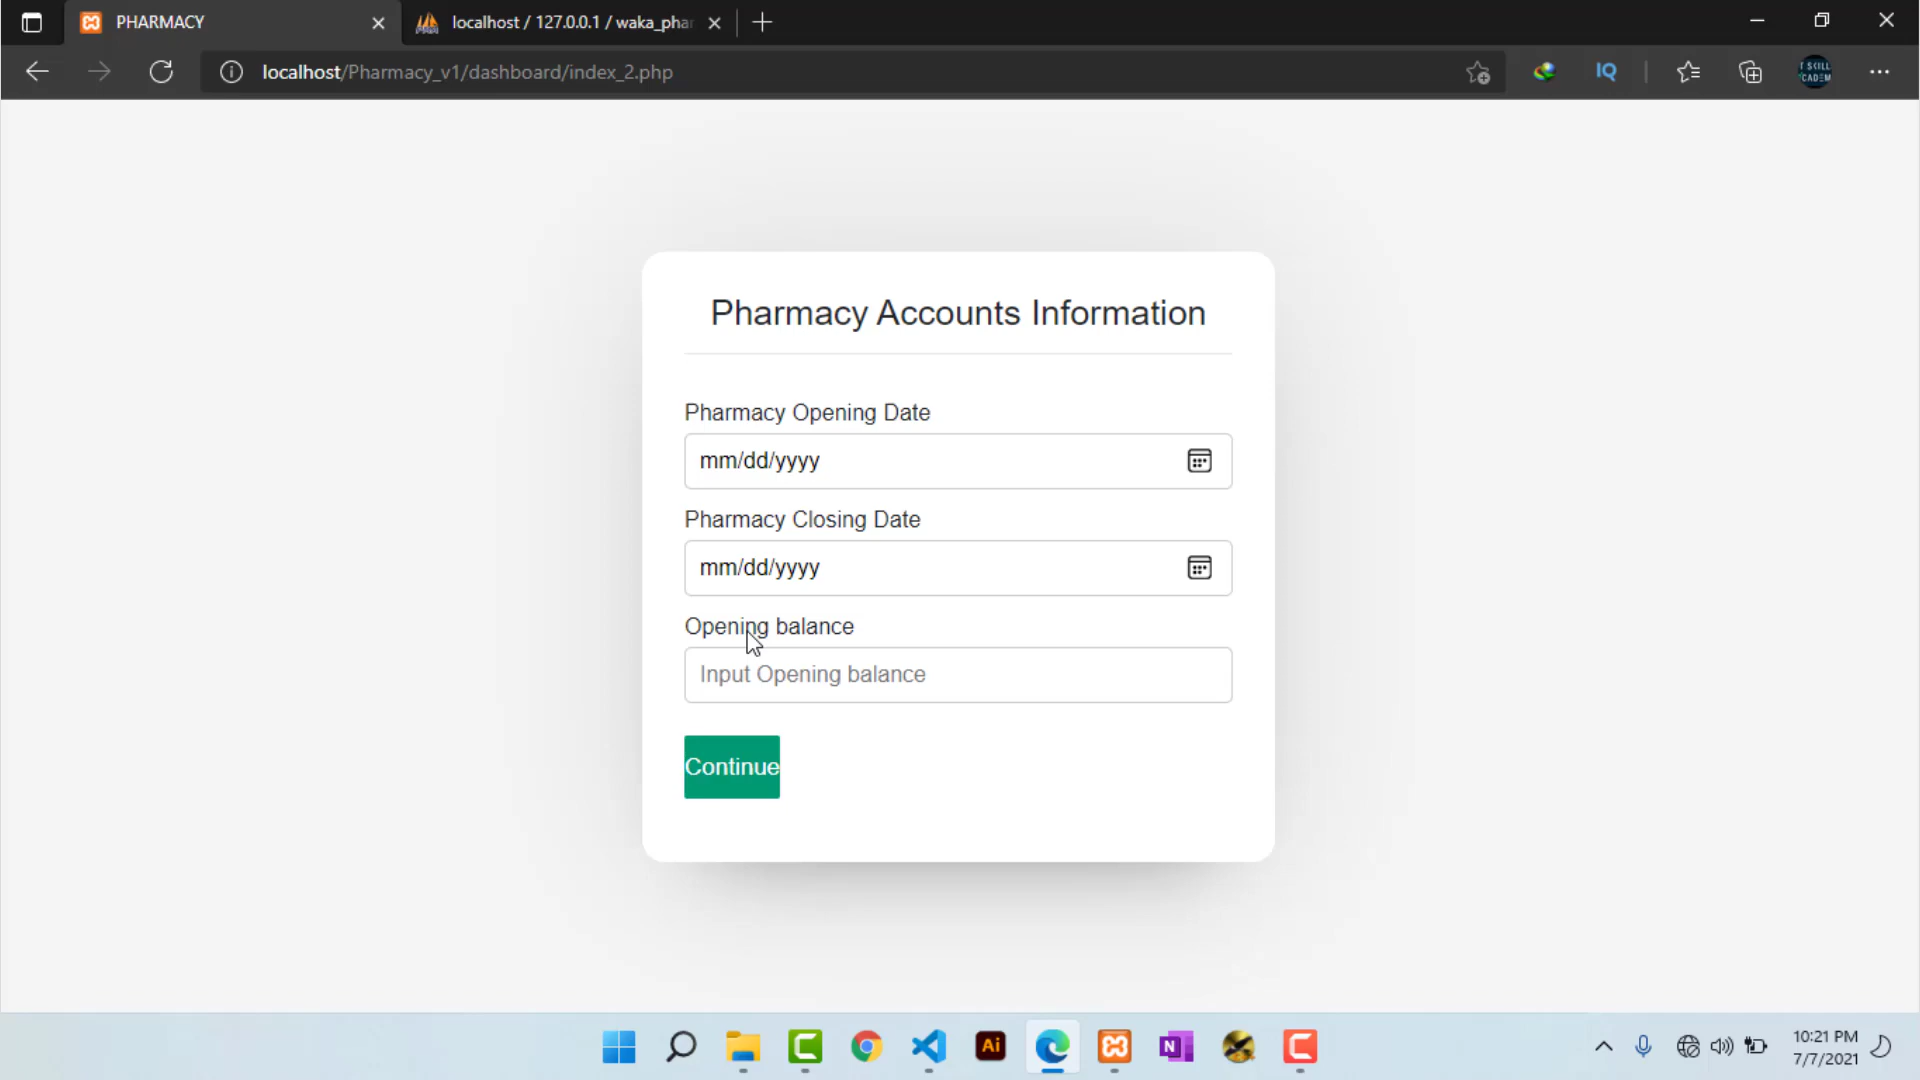 PHARMACY
localhost / 127.0.0.1 / waka_phar
localhost/Pharmacy_v1/dashboard/index_2.php
IQ
Pharmacy Accounts Information
Pharmacy Opening Date
mm/dd/yyyy
Pharmacy Closing Date
mm/dd/yyyy
Opening balance
Input Opening balance
Continue
Ai
N
10:21 PM
7/7/2021